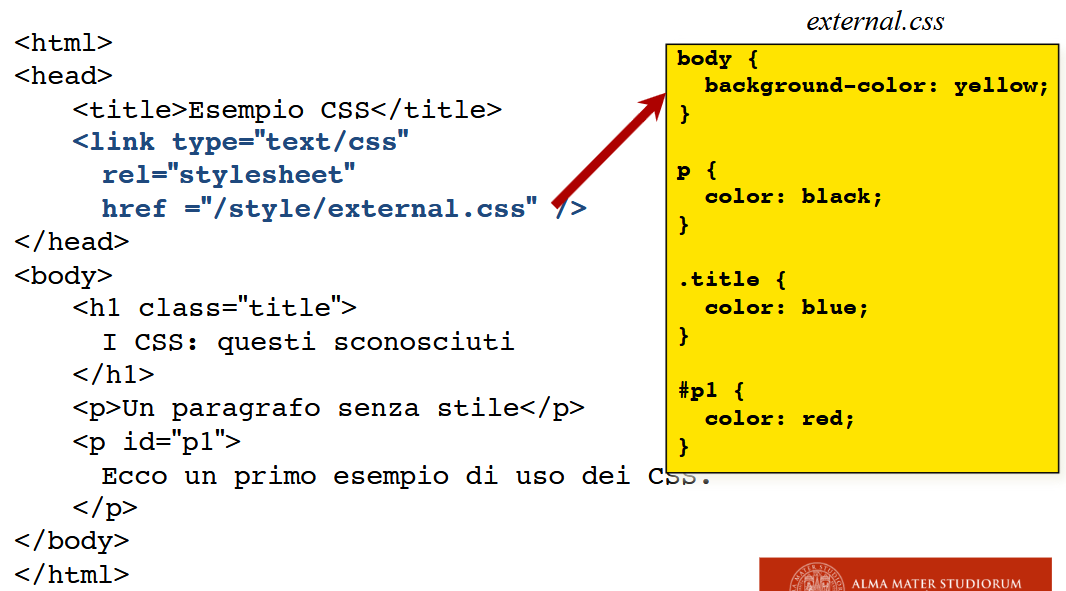 <html>
<head>
<title>Esempio CSS</title>
<link type="text/css"
rel="stylesheet"
href ="/style/external.css" />
</head>
<body>
<h1 class="title">
I CSS: questi sconosciuti
</h1>
<p>Un paragrafo senza stile</p>
<p id="p1">
Ecco un primo esempio di uso dei CSS.
</p>
</body>
</html>
external.css
body {
background-color: yellow;
}
p {
color: black;
}
.title {
color: blue;
}
#p1 {
color: red;
}
ALMA MATER STUDIORUM